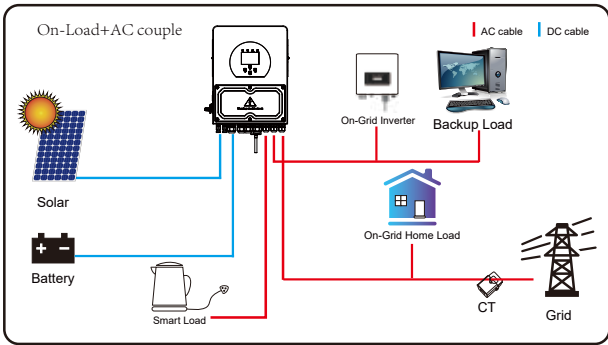 On-Load+AC couple
AC cable
DC cable
On-Grid Inverter
Backup Load
Solar
On-Grid Home Load
Battery
Smart Load
CT
Grid